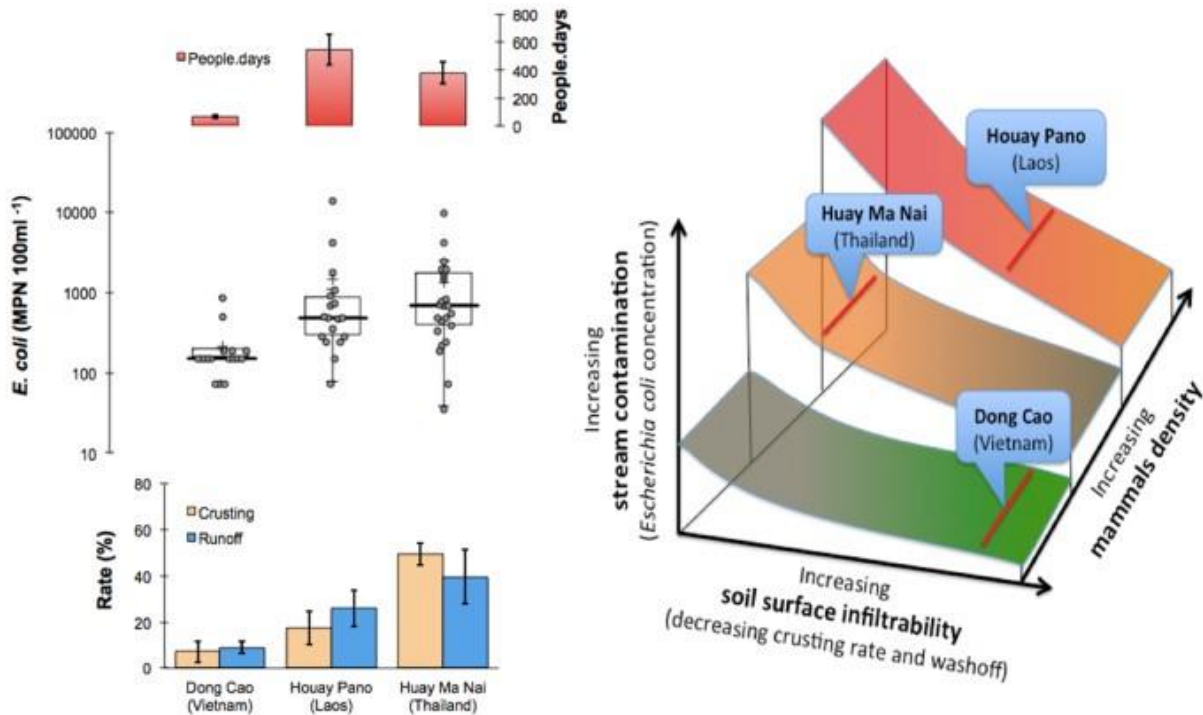 People.days
800
600
400
200
0
People.days
100000
10000
1000
100
10
E. coli (MPN 100ml -1)
80
60
40
20
0
Rate (%)
Crusting
Runoff
Dong Cao
(Vietnam)
Houay Pano
(Laos)
Huay Ma Nai
(Thailand)
Houay Pano
(Laos)
Huay Ma Nai
(Thailand)
Dong Cao
(Vietnam)
Increasing
stream contamination
(Escherichia coli concentration)
Increasing
mammals density
Increasing
soil surface infiltrability
(decreasing crusting rate and washoff)